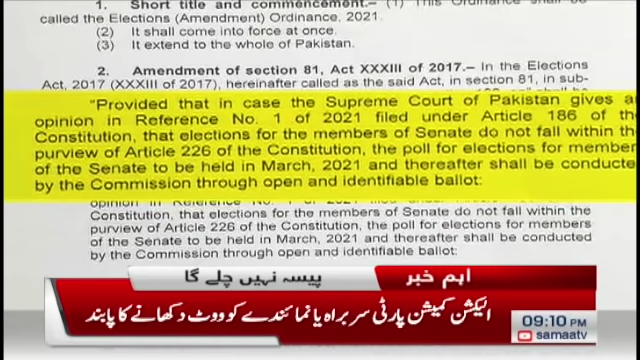 1. Short title and commencement.- (1) This Ordinance shall be
called the Elections (Amendment) Ordinance, 2021.
(2) It shall come into force at once.
(3) It extend to the whole of Pakistan.
2. Amendment of section 81, Act XXXIII of 2017.- In the Elections
Act, 2017 (XXXIII of 2017), hereinafter called as the said Act, in section 81, in sub-
"Provided that in case the Supreme Court of Pakistan gives a
opinion in Reference No. 1 of 2021 filed under Article 186 of the
Constitution, that elections for the members of Senate do not fall within the
purview of Article 226 of the Constitution, the poll for elections for member
of the Senate to be held in March, 2021 and thereafter shall be conducte
by the Commission through open and identifiable ballot:
Constitution, that elections for the members of Senate do not fall within the
purview of Article 226 of the Constitution, the poll for elections for members
of the Senate to be held in March, 2021 and thereafter shall be conducted
by the Commission through open and identifiable ballot:
اہم خبر
پیسہ نہیں چلے گا
الیکشن کمیشن پارٹی سربراہ یا نمائندے کو ووٹ دکھانے کا پابند
09:10 PM
samaatv